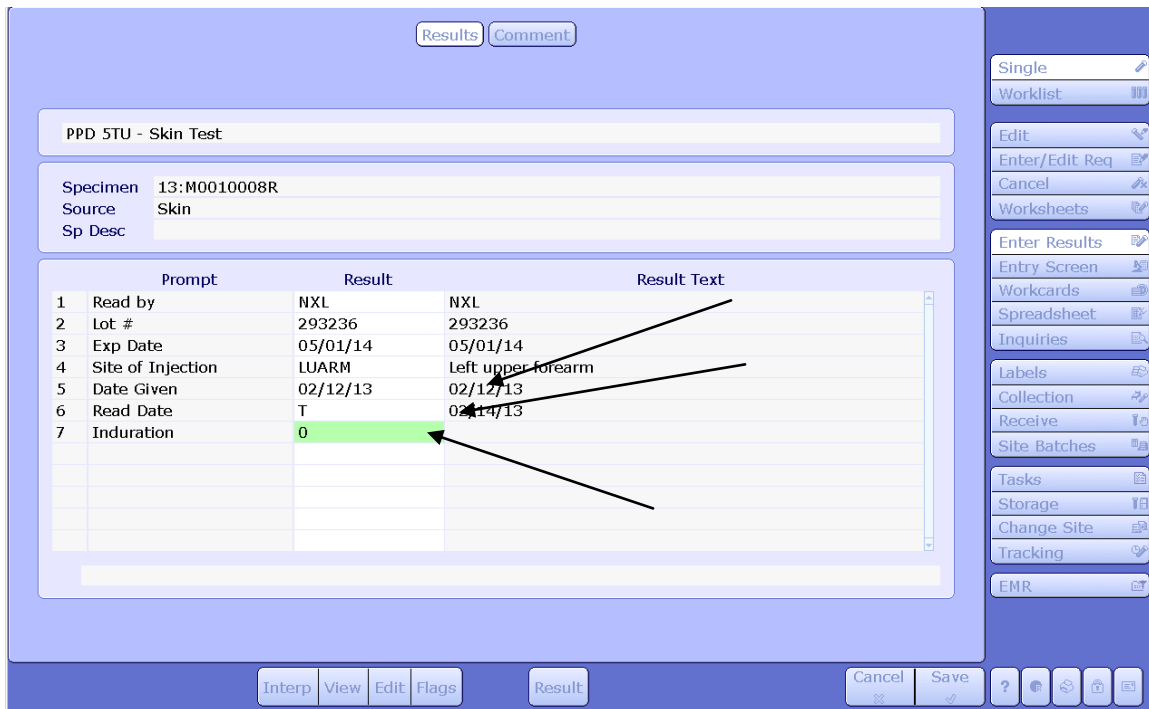 Results Comment
PPD 5TU - Skin Test
Specimen 13:M0010008R
Source Skin
Sp Desc
Prompt Result Result Text
1 Read by NXL NXL
2 Lot # 293236 293236
3 Exp Date 05/01/14 05/01/14
4 Site of Injection LUARM Left upper forearm
5 Date Given 02/12/13 02/12/13
6 Read Date T 02/14/13
7 Induration 0
Interp View Edit Flags Result Cancel Save ?
Single
Worklist
Edit
Enter/Edit Req
Cancel
Worksheets
Enter Results
Entry Screen
Workcards
Spreadsheet
Inquiries
Labels
Collection
Receive
Site Batches
Tasks
Storage
Change Site
Tracking
EMR